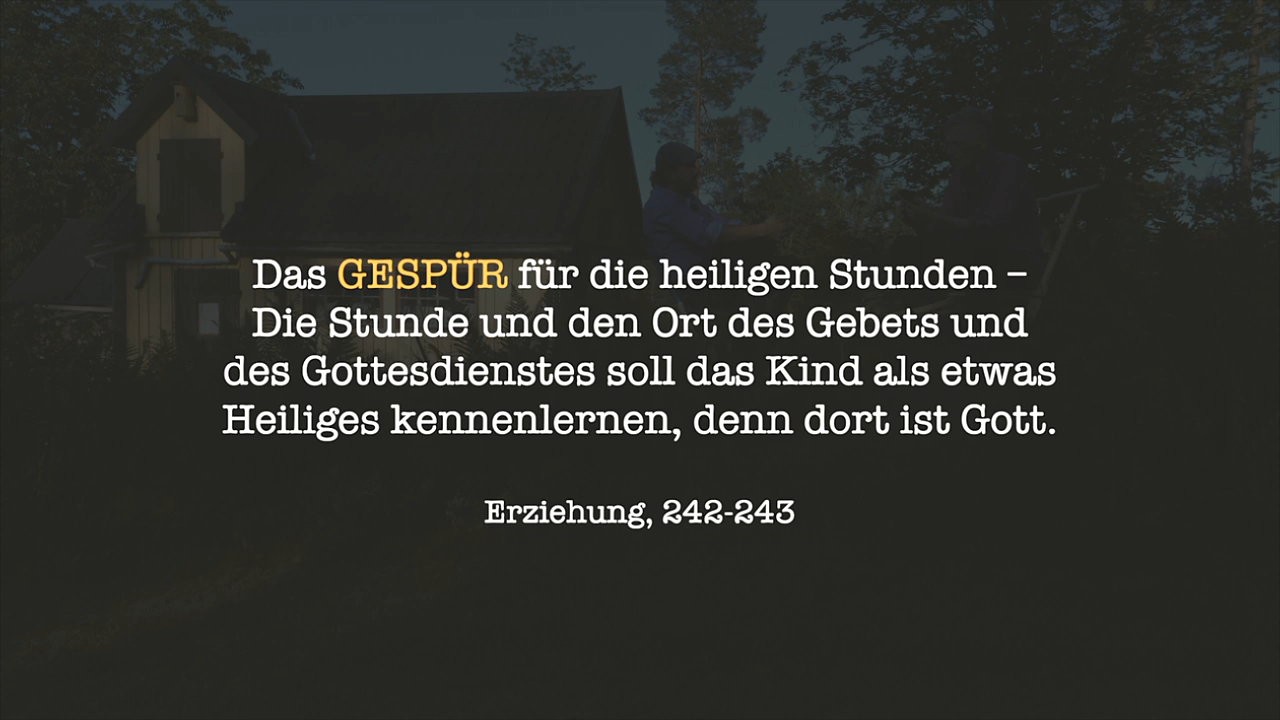 Das GESPÜR für die heiligen Stunden –
Die Stunde und den Ort des Gebets und
des Gottesdienstes soll das Kind als etwas
Heiliges kennenlernen, denn dort ist Gott.
Erziehung, 242-243